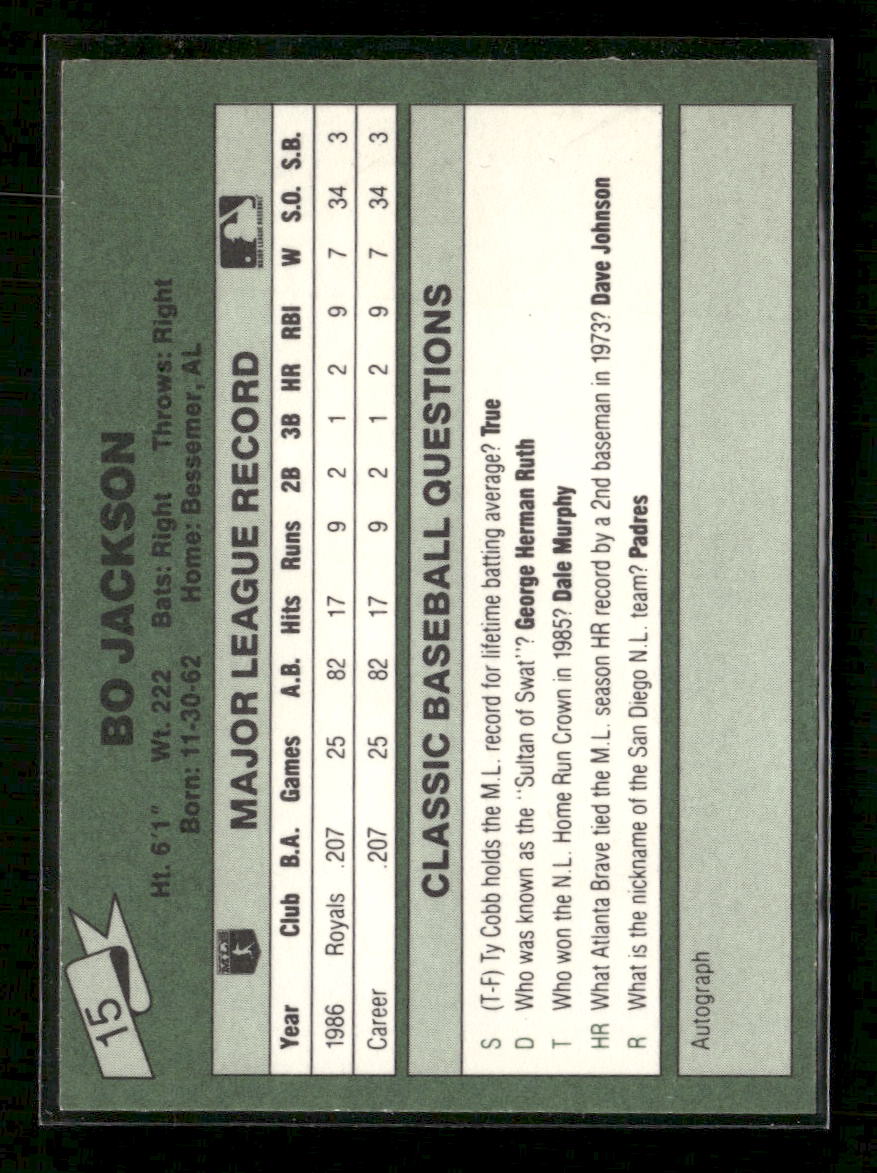 15
BO JACKSON
Ht. 6'1" Wt. 222 Bats: Right Throws: Right
Born: 11-30-62 Home: Bessemer, AL
MLB
MAJOR LEAGUE RECORD
MAJOR LEAGUE BASEBALL
Year Club B.A. Games A.B. Hits Runs 2B 3B HR RBI W S.O. S.B.
1986 Royals .207 25 82 17 9 2 1 2 9 7 34 3
Career .207 25 82 17 9 2 1 2 9 7 34 3
CLASSIC BASEBALL QUESTIONS
S (T-F) Ty Cobb holds the M.L. record for lifetime batting average? True
D Who was known as the "Sultan of Swat"? George Herman Ruth
T Who won the N.L. Home Run Crown in 1985? Dale Murphy
HR What Atlanta Brave tied the M.L. season HR record by a 2nd baseman in 1973? Dave Johnson
R What is the nickname of the San Diego N.L. team? Padres
Autograph